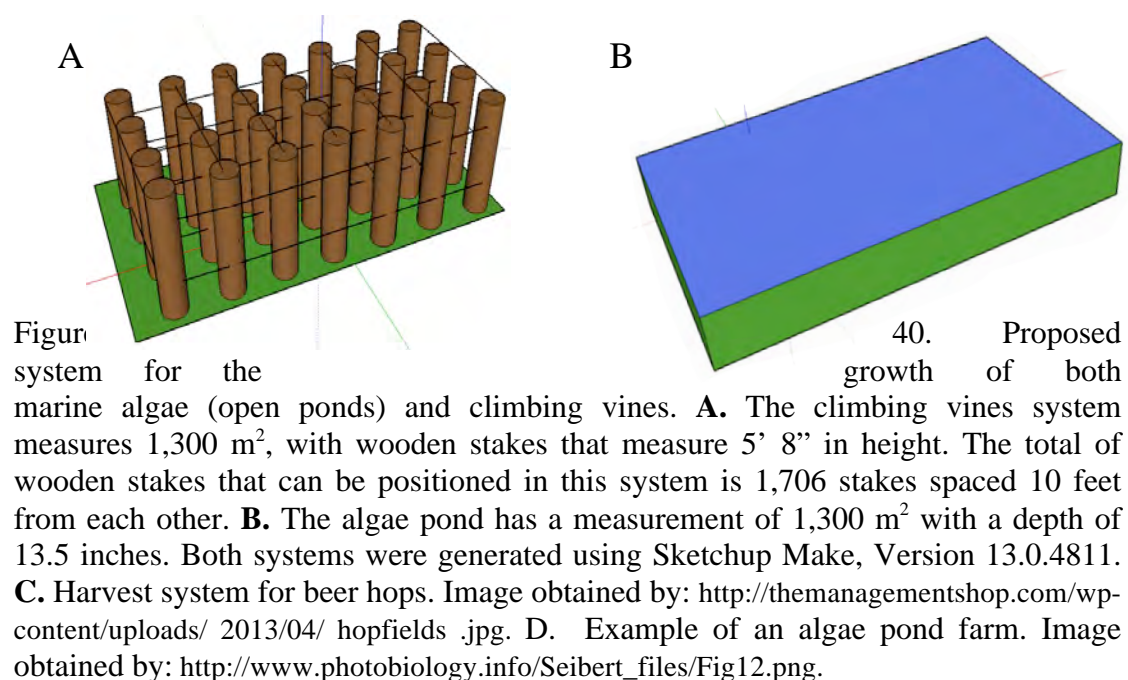 A
B
Figure 40. Proposed
system for the growth of both
marine algae (open ponds) and climbing vines. A. The climbing vines system
measures 1,300 m², with wooden stakes that measure 5’ 8” in height. The total of
wooden stakes that can be positioned in this system is 1,706 stakes spaced 10 feet
from each other. B. The algae pond has a measurement of 1,300 m² with a depth of
13.5 inches. Both systems were generated using Sketchup Make, Version 13.0.4811.
C. Harvest system for beer hops. Image obtained by: http://themanagementshop.com/wp-
content/uploads/ 2013/04/ hopfields .jpg. D. Example of an algae pond farm. Image
obtained by: http://www.photobiology.info/Seibert_files/Fig12.png.